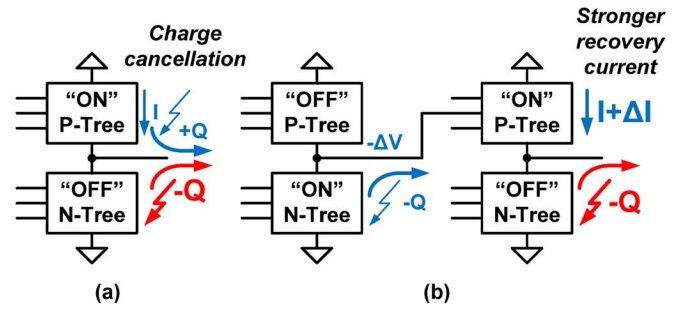 Charge
cancellation
"ON"
P-Tree
I
+Q
"OFF"
N-Tree
-Q
(a)
"OFF"
P-Tree
-ΔV
"ON"
N-Tree
-Q
Stronger
recovery
current
"ON"
P-Tree
I+ΔI
"OFF"
N-Tree
-Q
(b)